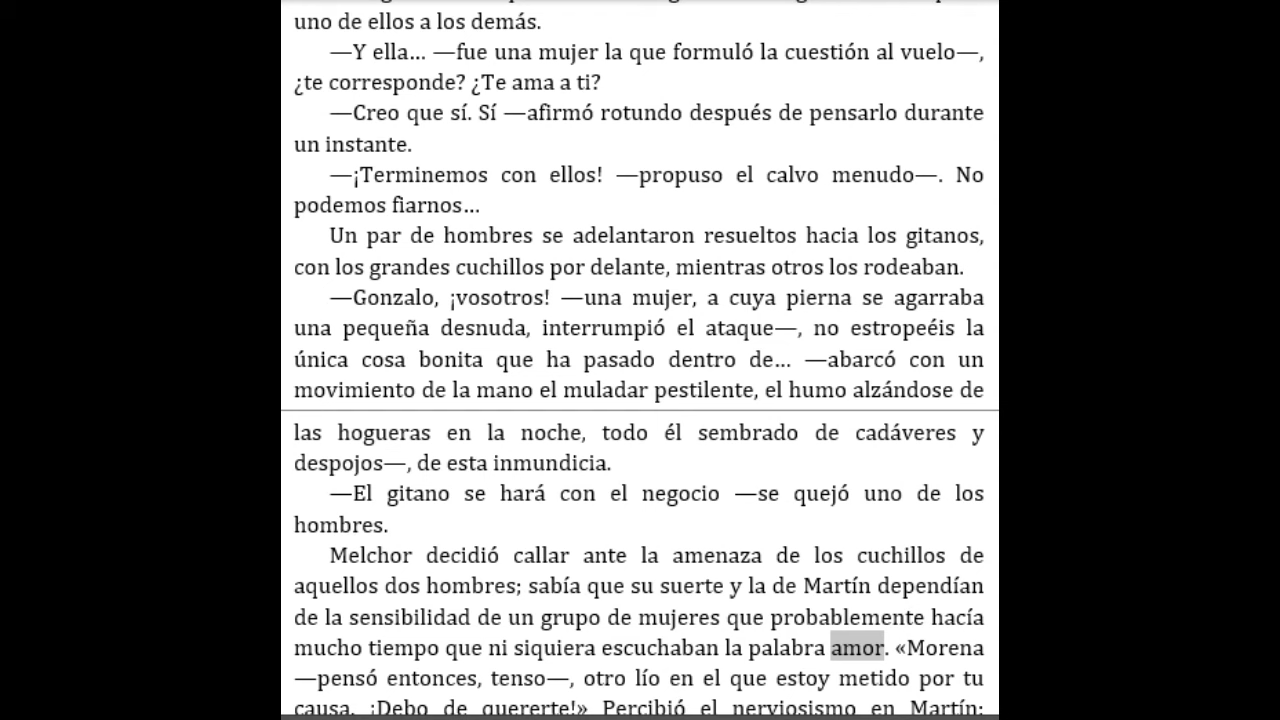 uno de ellos a los demás.
—Y ella... —fue una mujer la que formuló la cuestión al vuelo—,
¿te corresponde? ¿Te ama a ti?
—Creo que sí. Sí —afirmó rotundo después de pensarlo durante
un instante.
—¡Terminemos con ellos! —propuso el calvo menudo—. No
podemos fiarnos...
Un par de hombres se adelantaron resueltos hacia los gitanos,
con los grandes cuchillos por delante, mientras otros los rodeaban.
—Gonzalo, ¡vosotros! —una mujer, a cuya pierna se agarraba
una pequeña desnuda, interrumpió el ataque—, no estropeéis la
única cosa bonita que ha pasado dentro de... —abarcó con un
movimiento de la mano el muladar pestilente, el humo alzándose de
las hogueras en la noche, todo él sembrado de cadáveres y
despojos—, de esta inmundicia.
—El gitano se hará con el negocio —se quejó uno de los
hombres.
Melchor decidió callar ante la amenaza de los cuchillos de
aquellos dos hombres; sabía que su suerte y la de Martín dependían
de la sensibilidad de un grupo de mujeres que probablemente hacía
mucho tiempo que ni siquiera escuchaban la palabra amor. «Morena
—pensó entonces, tenso—, otro lío en el que estoy metido por tu
causa. ¡Debo de quererte!» Percibió el nerviosismo en Martín;